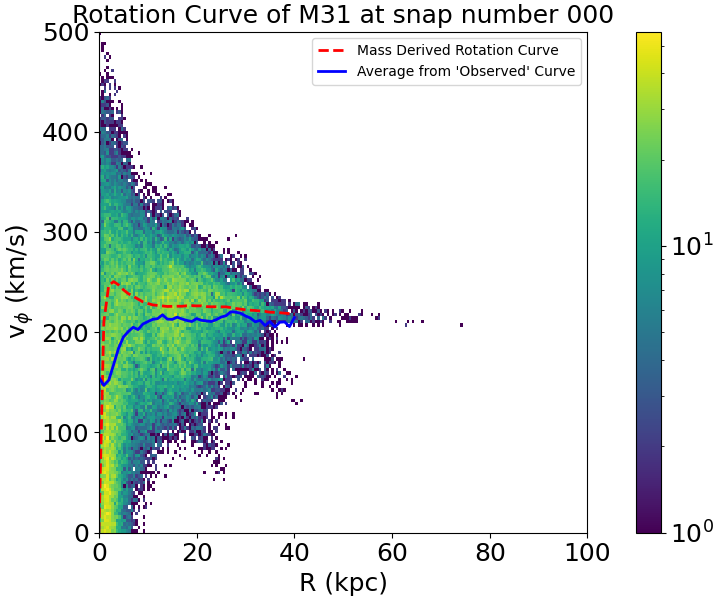 Rotation Curve of M31 at snap number 000
Mass Derived Rotation Curve
Average from 'Observed' Curve
500
400
300
200
100
0
v_ϕ (km/s)
0 20 40 60 80 100
R (kpc)
10^1
10^0